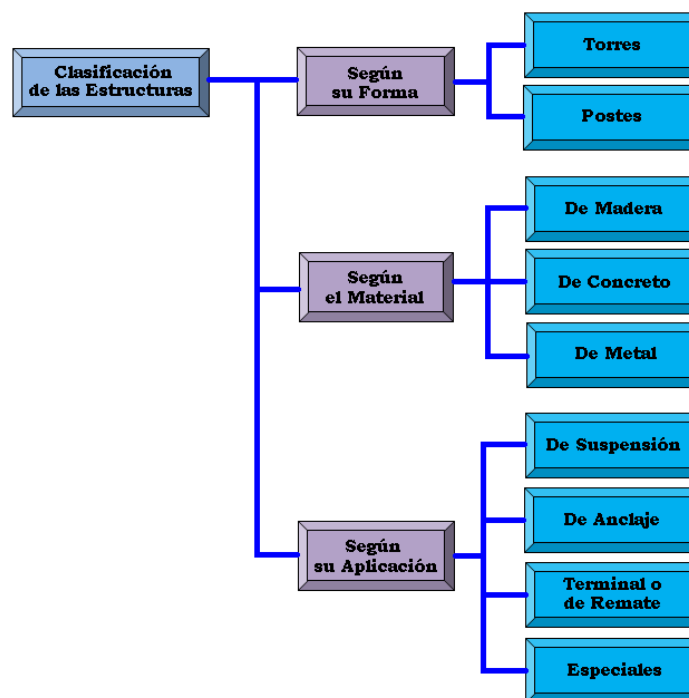 Clasificación
de las Estructuras
Según
su Forma
Torres
Postes
Según
el Material
De Madera
De Concreto
De Metal
Según
su Aplicación
De Suspensión
De Anclaje
Terminal o
de Remate
Especiales